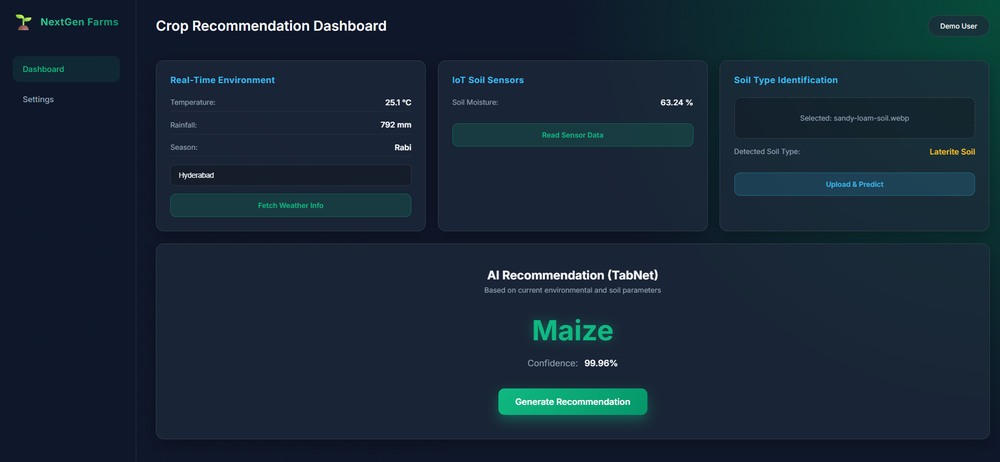 NextGen Farms
Dashboard
Settings
Crop Recommendation Dashboard
Demo User
Real-Time Environment
Temperature: 25.1 °C
Rainfall: 792 mm
Season: Rabi
Hyderabad
Fetch Weather Info
IoT Soil Sensors
Soil Moisture: 63.24 %
Read Sensor Data
Soil Type Identification
Selected: sandy-loam-soil.webp
Detected Soil Type: Laterite Soil
Upload & Predict
AI Recommendation (TabNet)
Based on current environmental and soil parameters
Maize
Confidence: 99.96%
Generate Recommendation